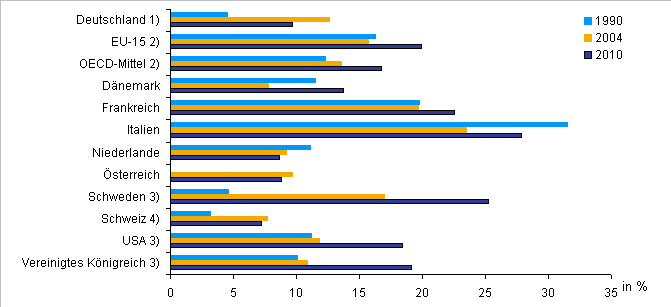 Deutschland 1)
EU-15 2)
OECD-Mittel 2)
Dänemark
Frankreich
Italien
Niederlande
Österreich
Schweden 3)
Schweiz 4)
USA 3)
Vereinigtes Königreich 3)
1990
2004
2010
0 5 10 15 20 25 30 35
in %